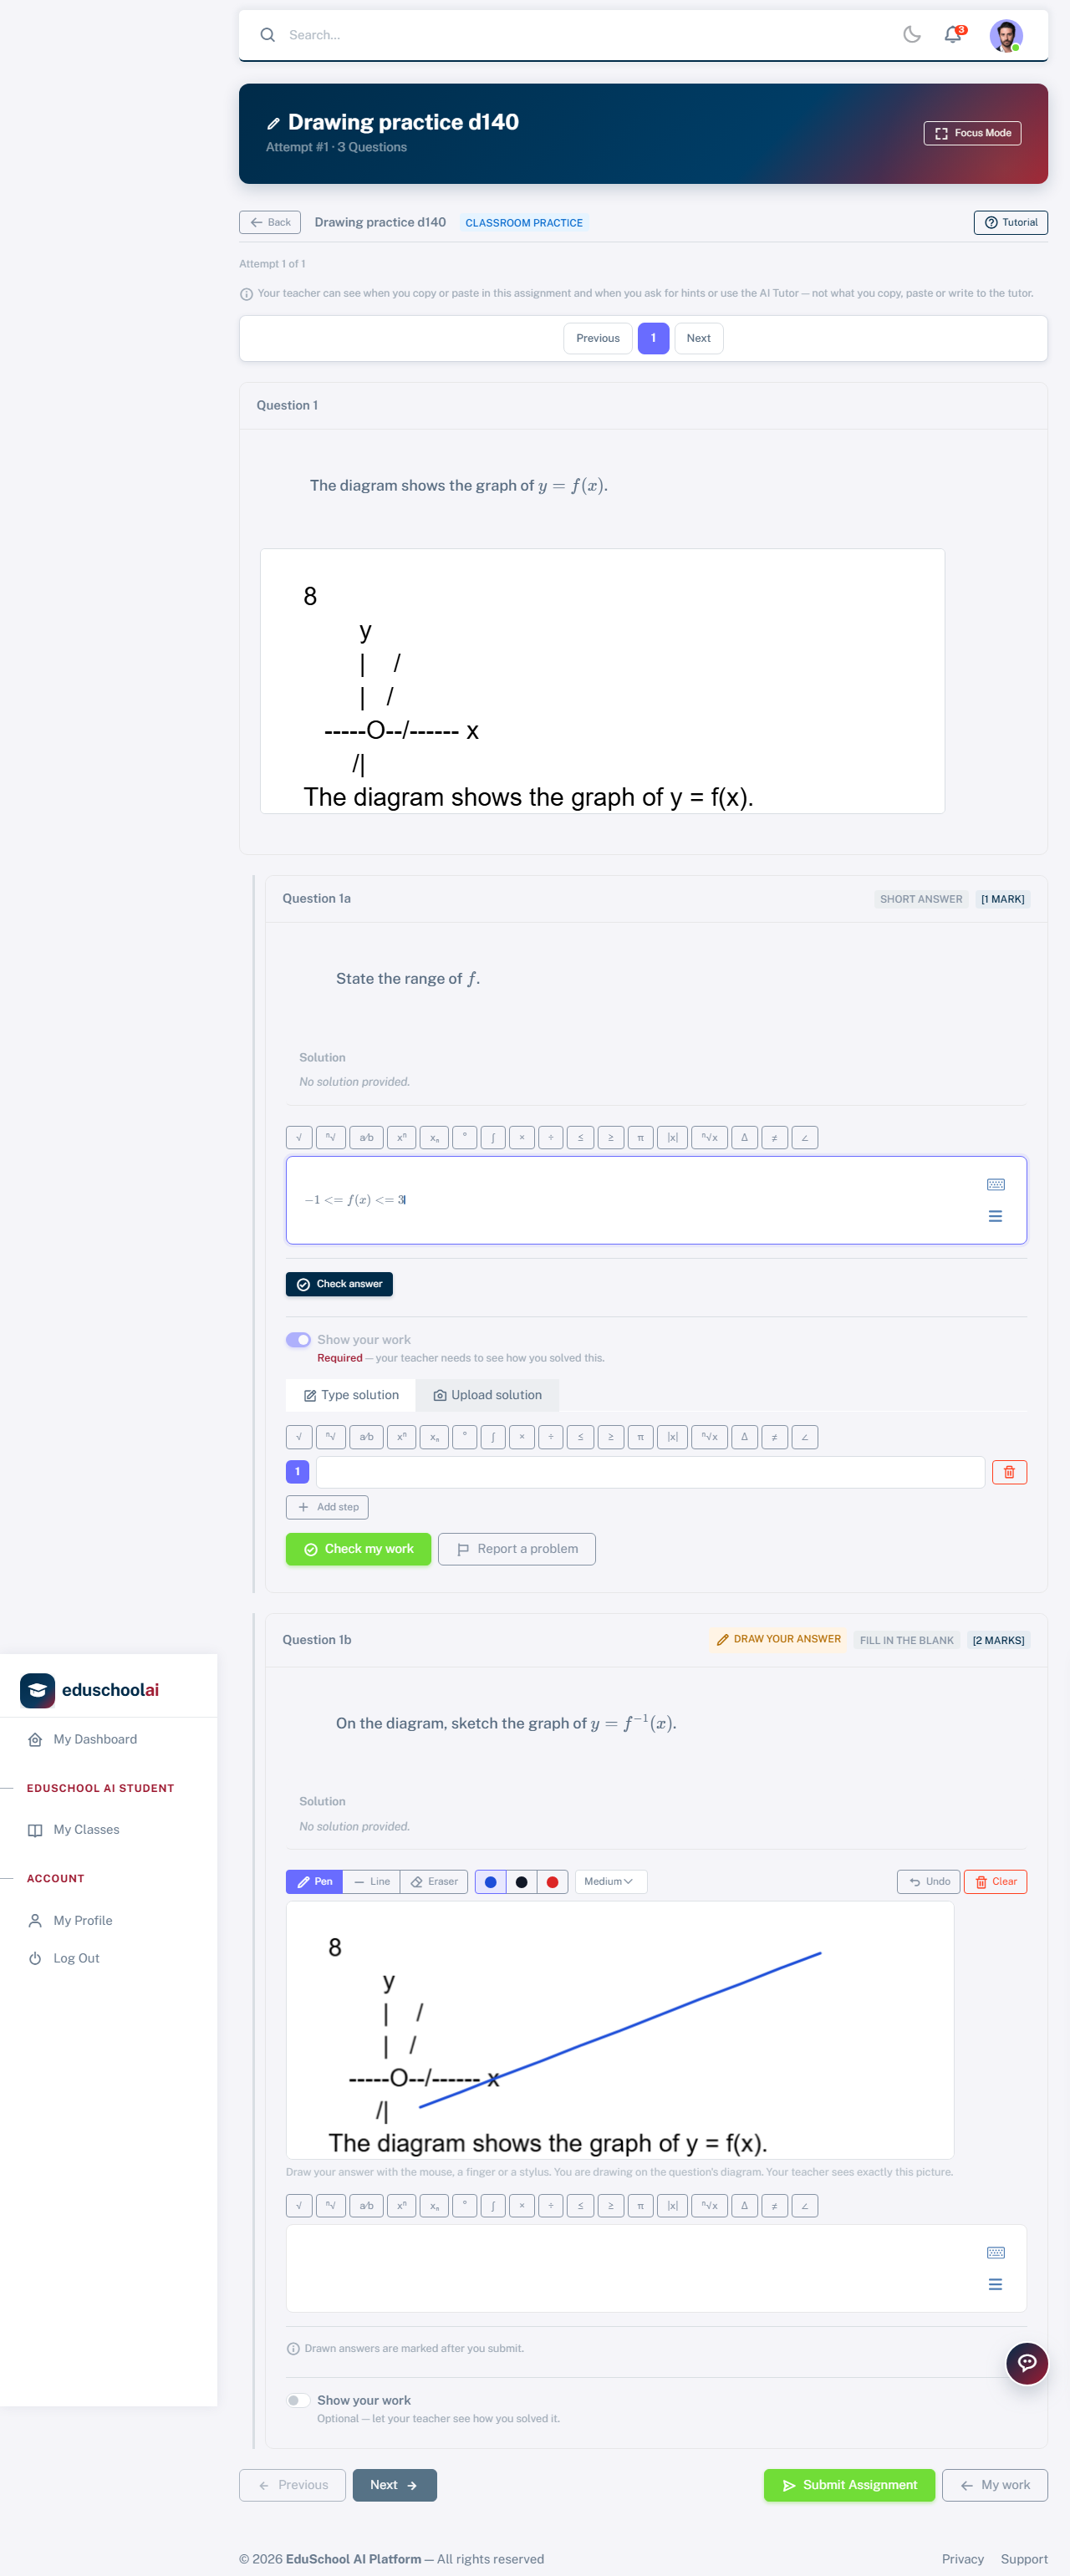 Search...
3
Drawing practice d140
Attempt #1 · 3 Questions
Focus Mode
Back
Drawing practice d140
CLASSROOM PRACTICE
Tutorial
Attempt 1 of 1
Your teacher can see when you copy or paste in this assignment and when you ask for hints or use the AI Tutor — not what you copy, paste or write to the tutor.
Previous 1 Next
Question 1
The diagram shows the graph of y = f(x).
8
y
| /
| /
-----O--/------ x
/|
The diagram shows the graph of y = f(x).
Question 1a
SHORT ANSWER
[1 MARK]
State the range of f.
Solution
No solution provided.
√ ⁿ√ a⁄b xⁿ xₙ ° ∫ × ÷ ≤ ≥ π |x| ⁿ√x Δ ≠ ∠
−1 <= f(x) <= 3
Check answer
Show your work
Required — your teacher needs to see how you solved this.
Type solution
Upload solution
√ ⁿ√ a⁄b xⁿ xₙ ° ∫ × ÷ ≤ ≥ π |x| ⁿ√x Δ ≠ ∠
1
Add step
Check my work
Report a problem
Question 1b
DRAW YOUR ANSWER
FILL IN THE BLANK
[2 MARKS]
eduschoolai
My Dashboard
EDUSCHOOL AI STUDENT
My Classes
ACCOUNT
My Profile
Log Out
On the diagram, sketch the graph of y = f⁻¹(x).
Solution
No solution provided.
Pen Line Eraser
Medium
Undo
Clear
8
y
| /
| /
-----O--/------ x
/|
The diagram shows the graph of y = f(x).
Draw your answer with the mouse, a finger or a stylus. You are drawing on the question's diagram. Your teacher sees exactly this picture.
√ ⁿ√ a⁄b xⁿ xₙ ° ∫ × ÷ ≤ ≥ π |x| ⁿ√x Δ ≠ ∠
Drawn answers are marked after you submit.
Show your work
Optional — let your teacher see how you solved it.
Previous
Next
Submit Assignment
My work
© 2026 EduSchool AI Platform — All rights reserved
Privacy
Support